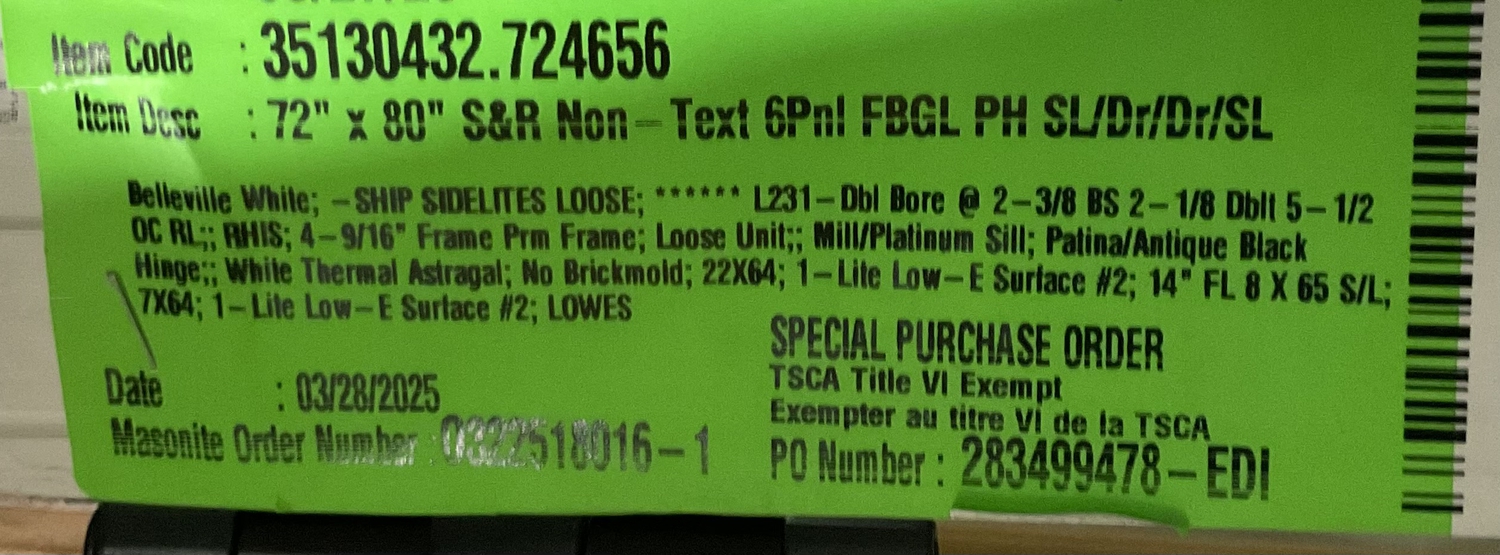 Item Code : 35130432.724656
Item Desc : 72" x 80" S&R Non-Text 6Pnl FBGL PH SL/Dr/Dr/SL
Belleville White; -SHIP SIDELITES LOOSE; ****** L231-Dbl Bore @ 2-3/8 BS 2-1/8 Dblt 5-1/2
OC RL;; RHIS; 4-9/16" Frame Prm Frame; Loose Unit;; Mill/Platinum Sill; Patina/Antique Black
Hinge;; White Thermal Astragal; No Brickmold; 22X64; 1-Lite Low-E Surface #2; 14" FL 8 X 65 S/L;
7X64; 1-Lite Low-E Surface #2; LOWES
SPECIAL PURCHASE ORDER
TSCA Title VI Exempt
Exempter au titre VI de la TSCA
Date : 03/28/2025
Masonite Order Number : 0322518016-1
PO Number : 283499478-EDI